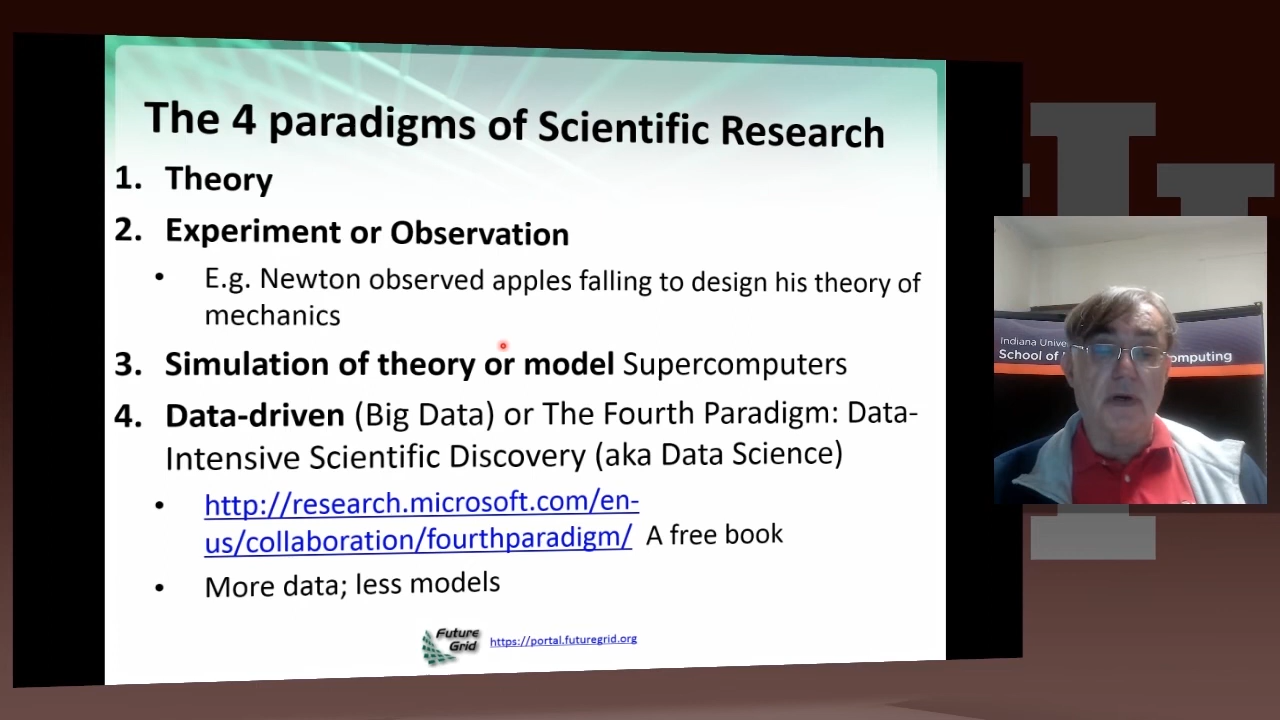 The 4 paradigms of Scientific Research
1. Theory
2. Experiment or Observation
• E.g. Newton observed apples falling to design his theory of
mechanics
3. Simulation of theory or model Supercomputers
4. Data-driven (Big Data) or The Fourth Paradigm: Data-
Intensive Scientific Discovery (aka Data Science)
• http://research.microsoft.com/en-
us/collaboration/fourthparadigm/ A free book
• More data; less models
Future
Grid
https://portal.futuregrid.org
Indiana
School of
omputing